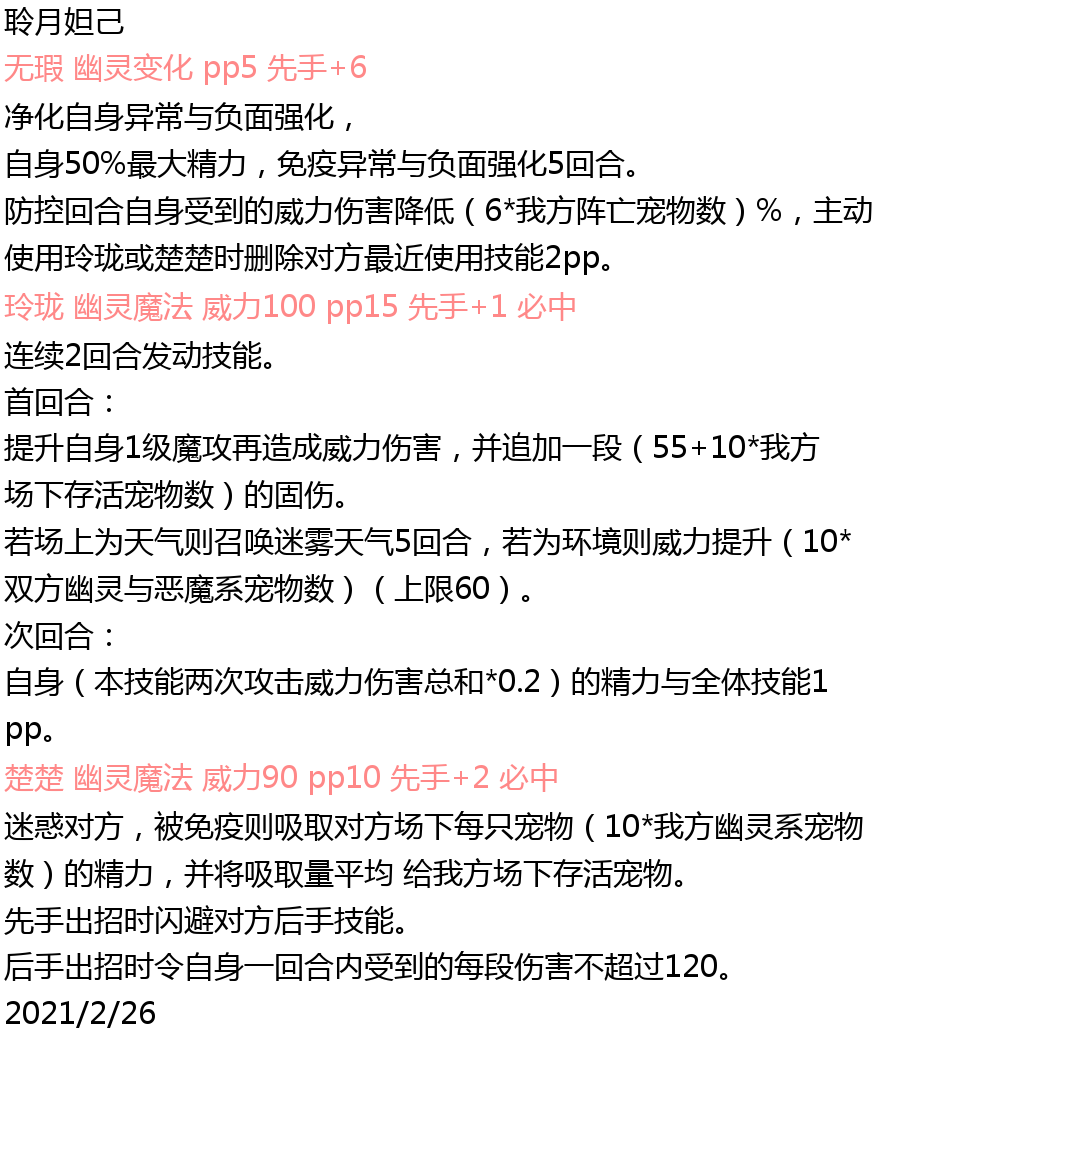 聆月妲己
无瑕 幽灵变化 pp5 先手+6
净化自身异常与负面强化，
自身50%最大精力，免疫异常与负面强化5回合。
防控回合自身受到的威力伤害降低（6*我方阵亡宠物数）%，主动
使用玲珑或楚楚时删除对方最近使用技能2pp。
玲珑 幽灵魔法 威力100 pp15 先手+1 必中
连续2回合发动技能。
首回合：
提升自身1级魔攻再造成威力伤害，并追加一段（55+10*我方
场下存活宠物数）的固伤。
若场上为天气则召唤迷雾天气5回合，若为环境则威力提升（10*
双方幽灵与恶魔系宠物数）（上限60）。
次回合：
自身（本技能两次攻击威力伤害总和*0.2）的精力与全体技能1
pp。
楚楚 幽灵魔法 威力90 pp10 先手+2 必中
迷惑对方，被免疫则吸取对方场下每只宠物（10*我方幽灵系宠物
数）的精力，并将吸取量平均 给我方场下存活宠物。
先手出招时闪避对方后手技能。
后手出招时令自身一回合内受到的每段伤害不超过120。
2021/2/26